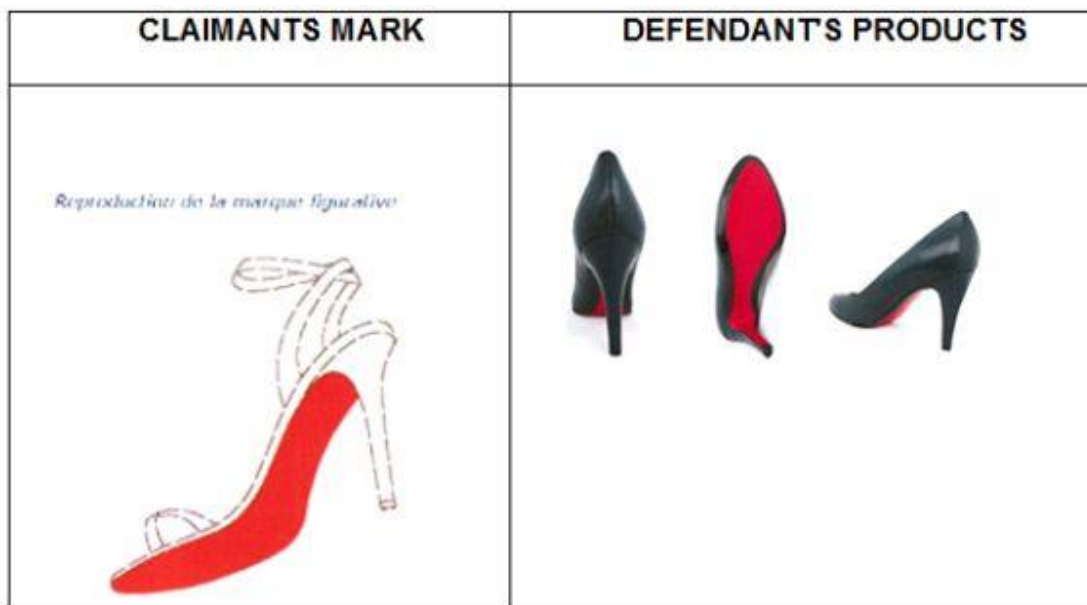 CLAIMANTS MARK
DEFENDANT'S PRODUCTS
Reproduction de la marque figurative